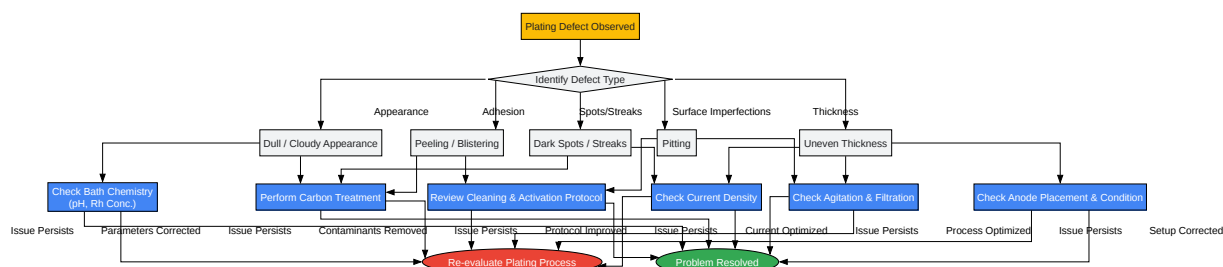 Plating Defect Observed
Identify Defect Type
Appearance
Adhesion
Spots/Streaks
Surface Imperfections
Thickness
Dull / Cloudy Appearance
Peeling / Blistering
Dark Spots / Streaks
Pitting
Uneven Thickness
Check Bath Chemistry
(pH, Rh Conc.)
Perform Carbon Treatment
Review Cleaning & Activation Protocol
Check Current Density
Check Agitation & Filtration
Check Anode Placement & Condition
Issue Persists
Parameters Corrected
Issue Persists
Contaminants Removed
Issue Persists
Protocol Improved
Issue Persists
Current Optimized
Issue Persists
Process Optimized
Issue Persists
Setup Corrected
Re-evaluate Plating Process
Problem Resolved